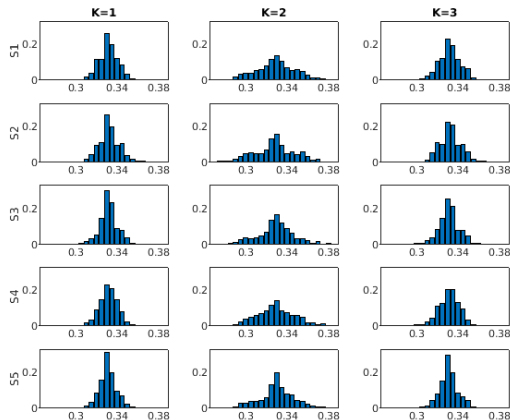 K=1 K=2 K=3
S1 0.2 0 0.3 0.34 0.38 0.2 0 0.3 0.34 0.38 0.2 0 0.3 0.34 0.38
S2 0.2 0 0.3 0.34 0.38 0.2 0 0.3 0.34 0.38 0.2 0 0.3 0.34 0.38
S3 0.2 0 0.3 0.34 0.38 0.2 0 0.3 0.34 0.38 0.2 0 0.3 0.34 0.38
S4 0.2 0 0.3 0.34 0.38 0.2 0 0.3 0.34 0.38 0.2 0 0.3 0.34 0.38
S5 0.2 0 0.3 0.34 0.38 0.2 0 0.3 0.34 0.38 0.2 0 0.3 0.34 0.38